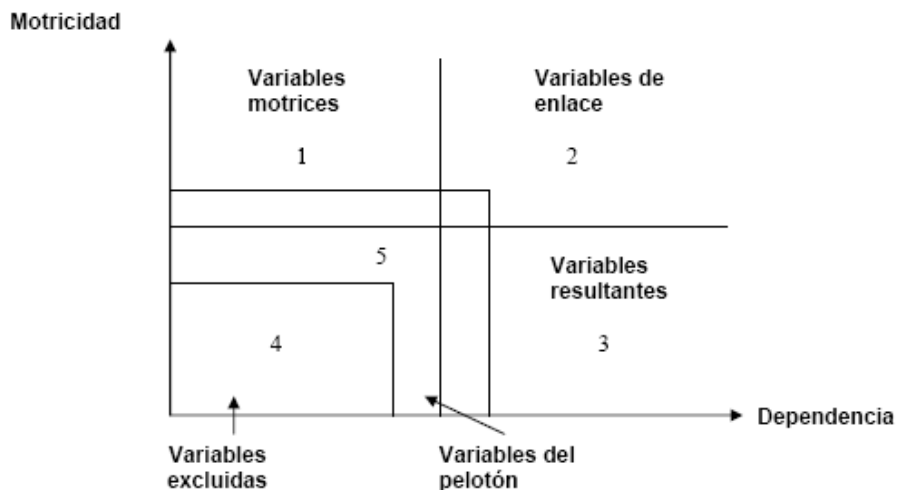 Motricidad
Variables
motrices
1
Variables de
enlace
2
5
Variables
resultantes
3
4
Dependencia
Variables
excluidas
Variables del
pelotón